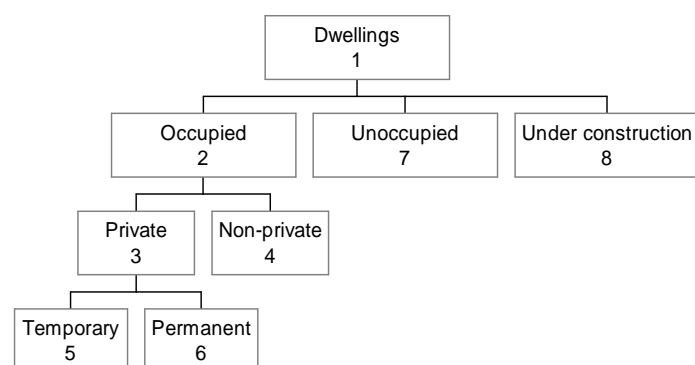 Dwellings
1
Occupied
2
Unoccupied
7
Under construction
8
Private
3
Non-private
4
Temporary
5
Permanent
6